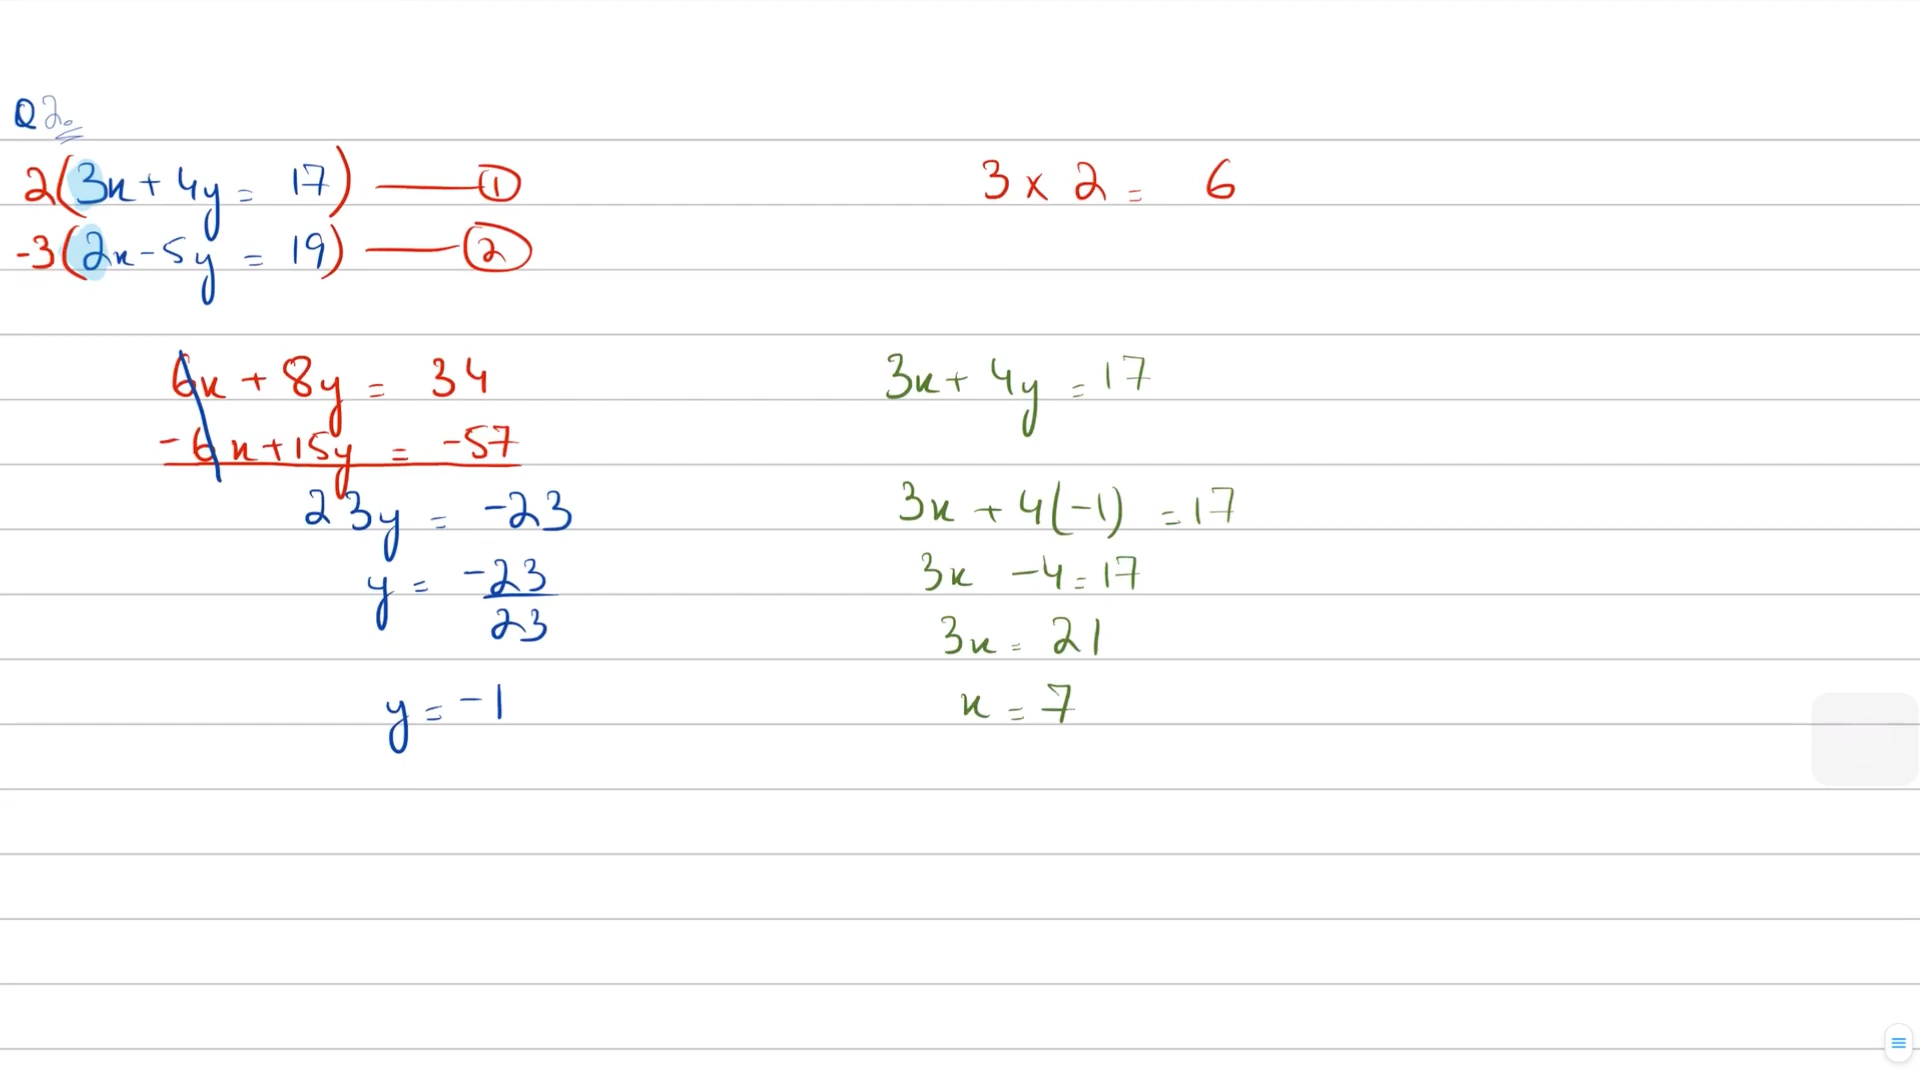 Q2.
2(3x + 4y = 17) —— ①
-3(2x - 5y = 19) —— ②
3 x 2 = 6
6x + 8y = 34
- 6x + 15y = -57
23y = -23
y = -23
23
y = -1
3x + 4y = 17
3x + 4(-1) = 17
3x - 4 = 17
3x = 21
x = 7